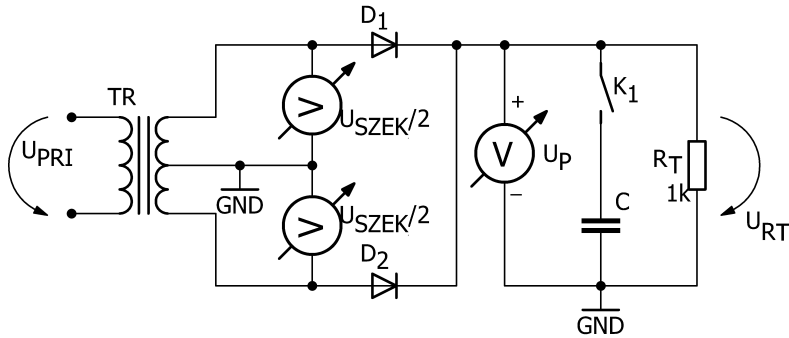 D1
TR
V
USZEK/2
K1
+
UPRI
V
UP
RT
1k
GND
V
USZEK/2
–
C
URT
D2
GND